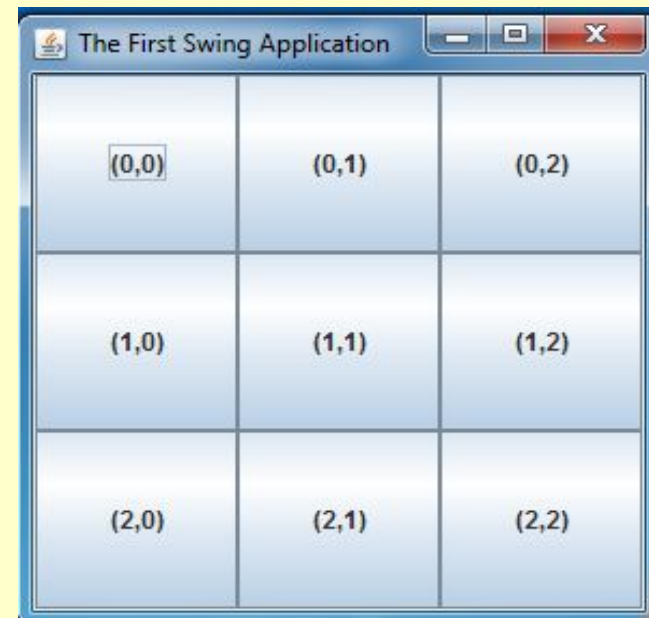 The First Swing Application
(0,0) (0,1) (0,2)
(1,0) (1,1) (1,2)
(2,0) (2,1) (2,2)